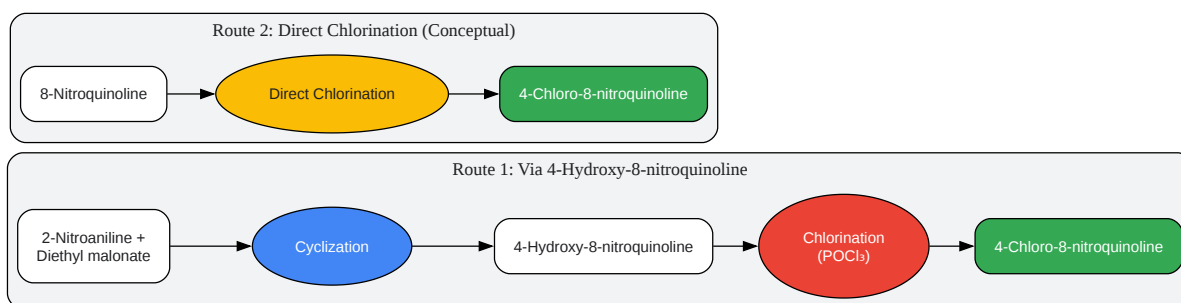 Route 2: Direct Chlorination (Conceptual)
8-Nitroquinoline
Direct Chlorination
4-Chloro-8-nitroquinoline
Route 1: Via 4-Hydroxy-8-nitroquinoline
2-Nitroaniline +
Diethyl malonate
Cyclization
4-Hydroxy-8-nitroquinoline
Chlorination
(POCl₃)
4-Chloro-8-nitroquinoline